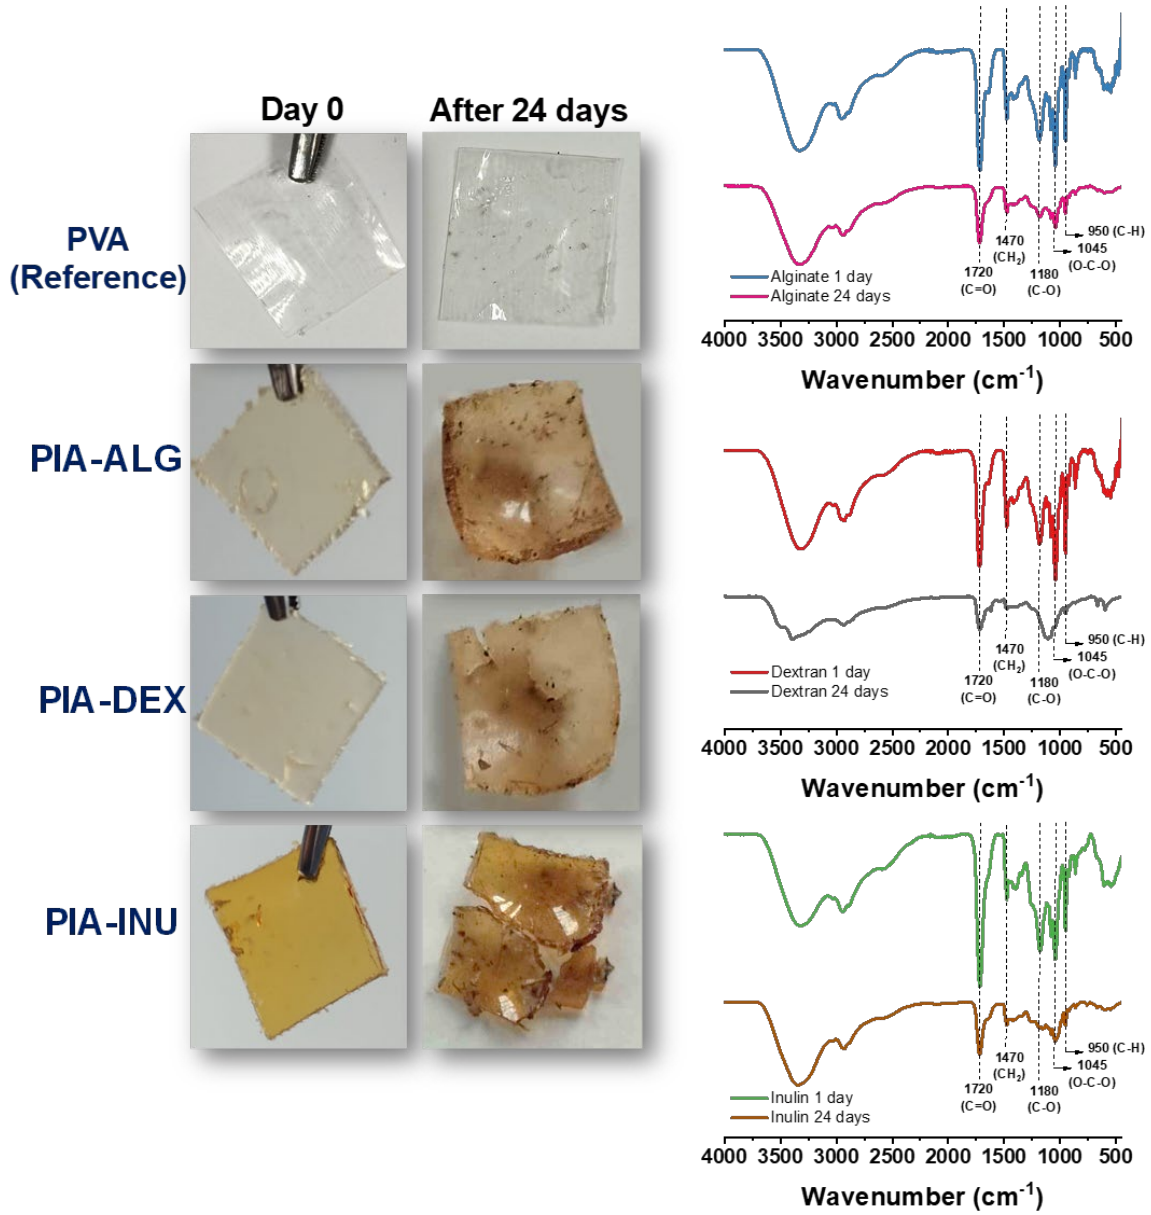 Day 0
After 24 days
PVA
(Reference)
PIA-ALG
PIA-DEX
PIA-INU
950 (C-H)
1470
(CH₂)
1045
(O-C-O)
1720
(C=O)
1180
(C-O)
Alginate 1 day
Alginate 24 days
4000 3500 3000 2500 2000 1500 1000 500
Wavenumber (cm⁻¹)
950 (C-H)
1470
(CH₂)
1045
(O-C-O)
1720
(C=O)
1180
(C-O)
Dextran 1 day
Dextran 24 days
4000 3500 3000 2500 2000 1500 1000 500
Wavenumber (cm⁻¹)
950 (C-H)
1470
(CH₂)
1045
(O-C-O)
1720
(C=O)
1180
(C-O)
Inulin 1 day
Inulin 24 days
4000 3500 3000 2500 2000 1500 1000 500
Wavenumber (cm⁻¹)